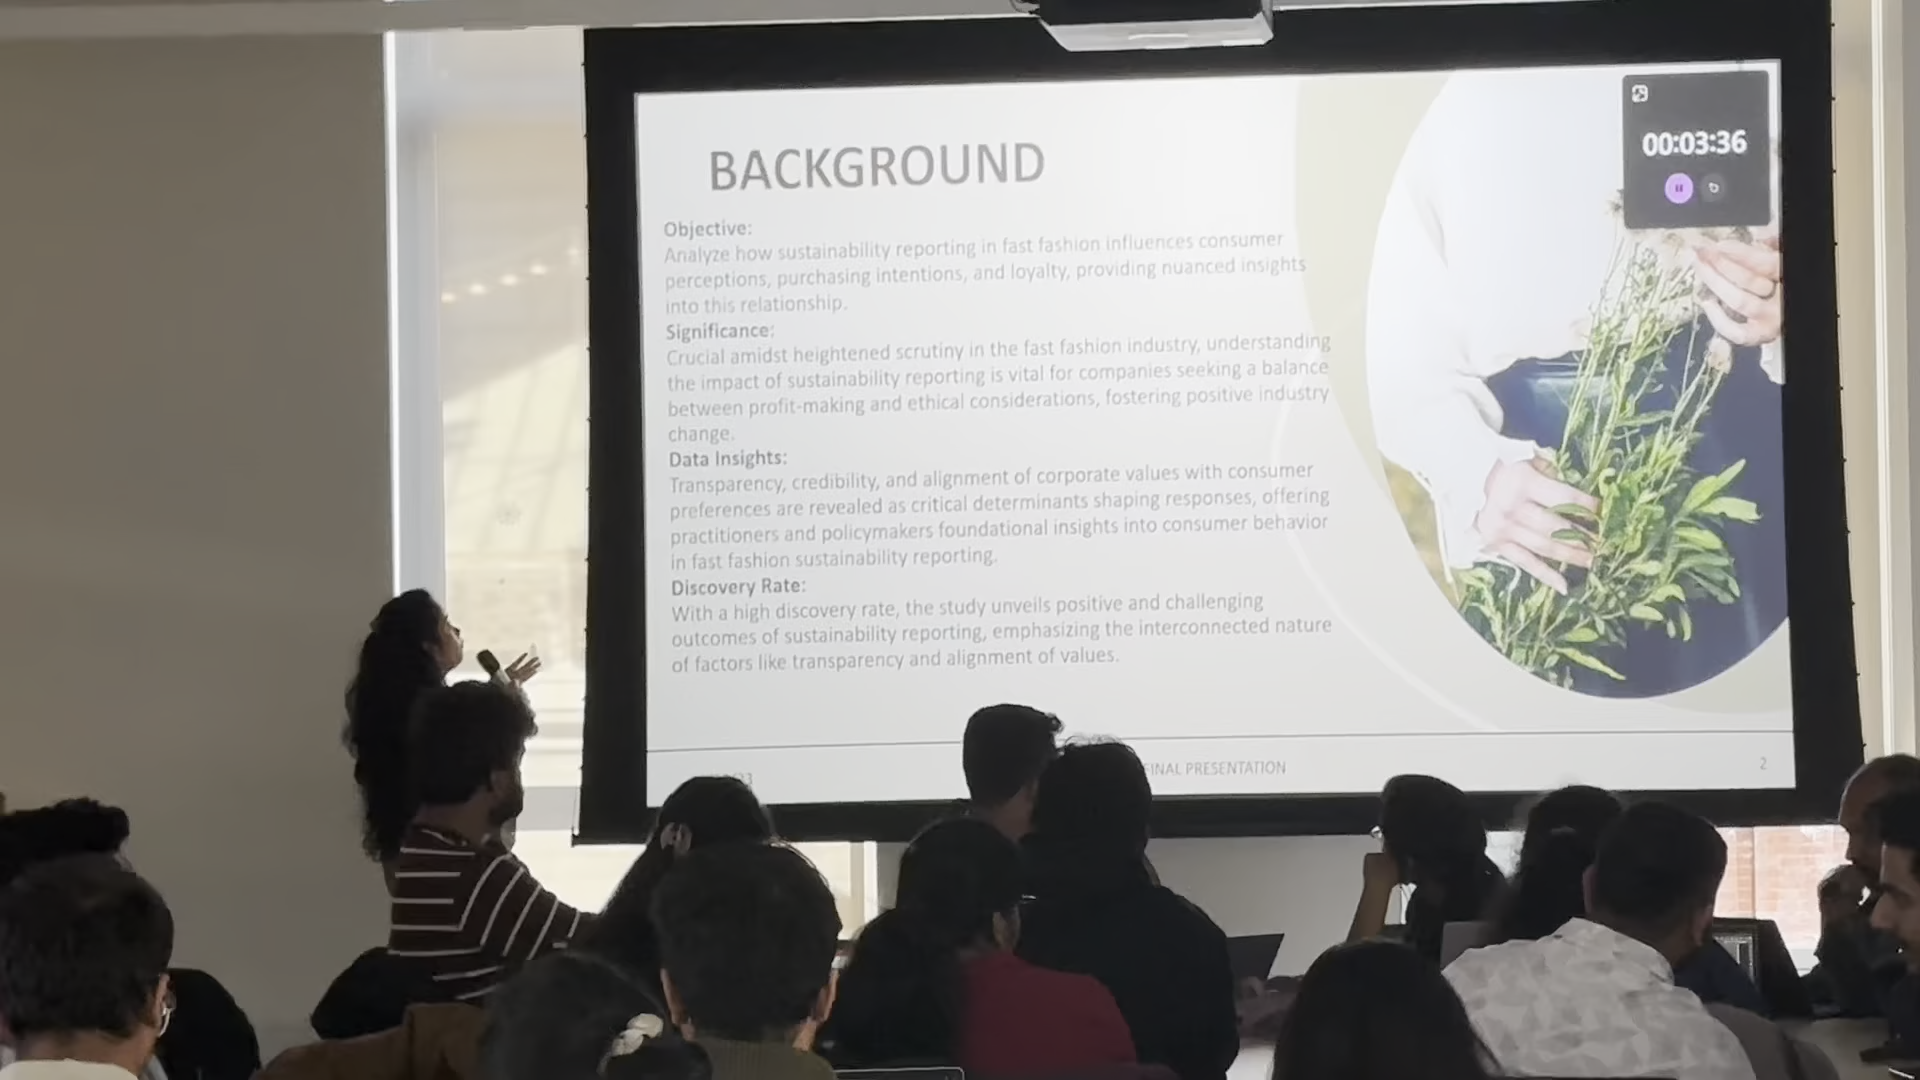 BACKGROUND
00:03:36
Objective:
Analyze how sustainability reporting in fast fashion influences consumer
perceptions, purchasing intentions, and loyalty, providing nuanced insights
into this relationship.
Significance:
Crucial amidst heightened scrutiny in the fast fashion industry, understanding
the impact of sustainability reporting is vital for companies seeking a balance
between profit-making and ethical considerations, fostering positive industry
change.
Data Insights:
Transparency, credibility, and alignment of corporate values with consumer
preferences are revealed as critical determinants shaping responses, offering
practitioners and policymakers foundational insights into consumer behavior
in fast fashion sustainability reporting.
Discovery Rate:
With a high discovery rate, the study unveils positive and challenging
outcomes of sustainability reporting, emphasizing the interconnected nature
of factors like transparency and alignment of values.
PRESENTATION
2